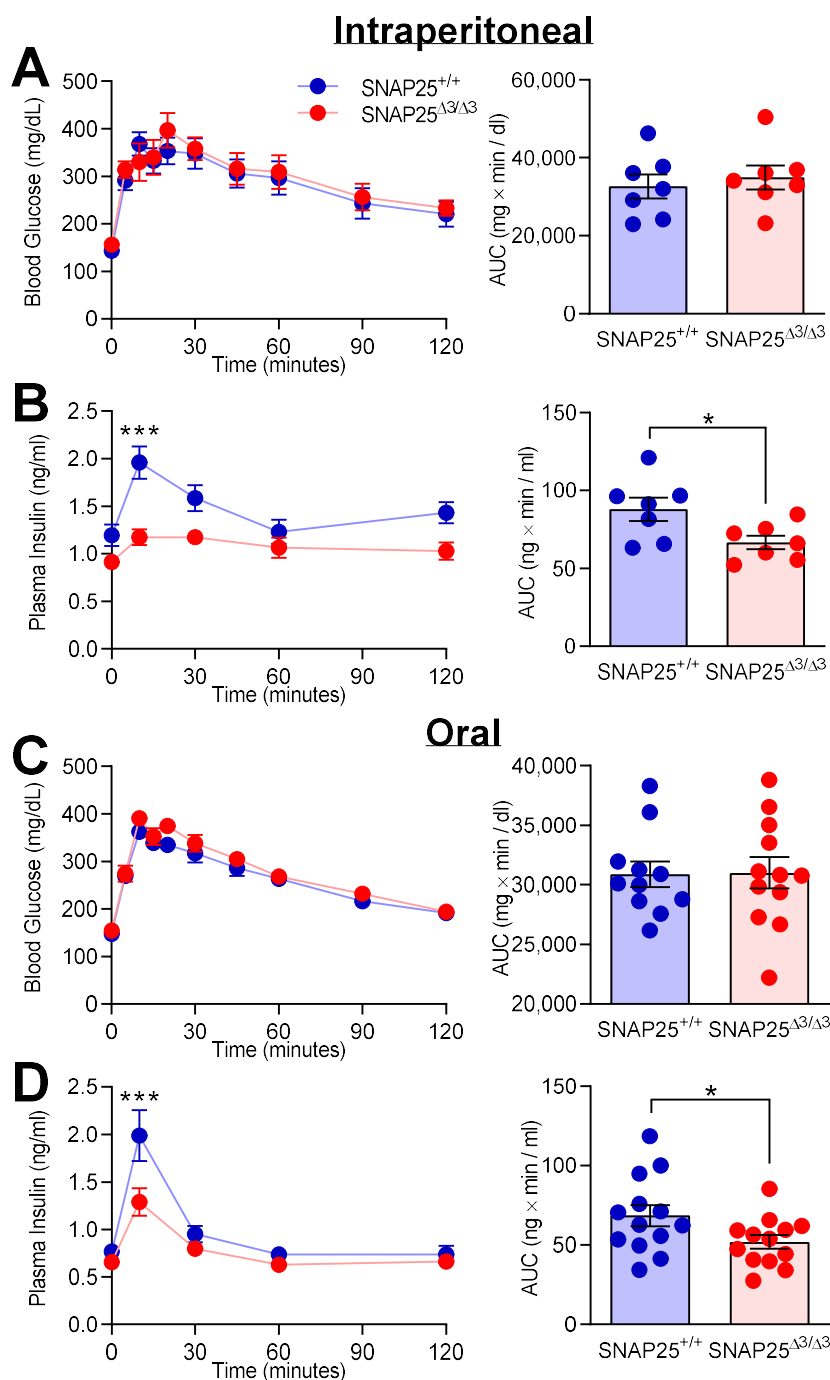 Intraperitoneal
A
500
400
300
200
100
0
Blood Glucose (mg/dL)
0 30 60 90 120
Time (minutes)
SNAP25+/+
SNAP25Δ3/Δ3
60,000
40,000
20,000
0
AUC (mg × min / dl)
SNAP25+/+ SNAP25Δ3/Δ3
B
2.5
2.0
1.5
1.0
0.5
0.0
Plasma Insulin (ng/ml)
***
0 30 60 90 120
Time (minutes)
150
100
50
0
AUC (ng × min / ml)
*
SNAP25+/+ SNAP25Δ3/Δ3
Oral
C
500
400
300
200
100
0
Blood Glucose (mg/dL)
0 30 60 90 120
Time (minutes)
40,000
35,000
30,000
25,000
20,000
AUC (mg × min / dl)
SNAP25+/+ SNAP25Δ3/Δ3
D
2.5
2.0
1.5
1.0
0.5
0.0
Plasma Insulin (ng/ml)
***
0 30 60 90 120
Time (minutes)
150
100
50
0
AUC (ng × min / ml)
*
SNAP25+/+ SNAP25Δ3/Δ3